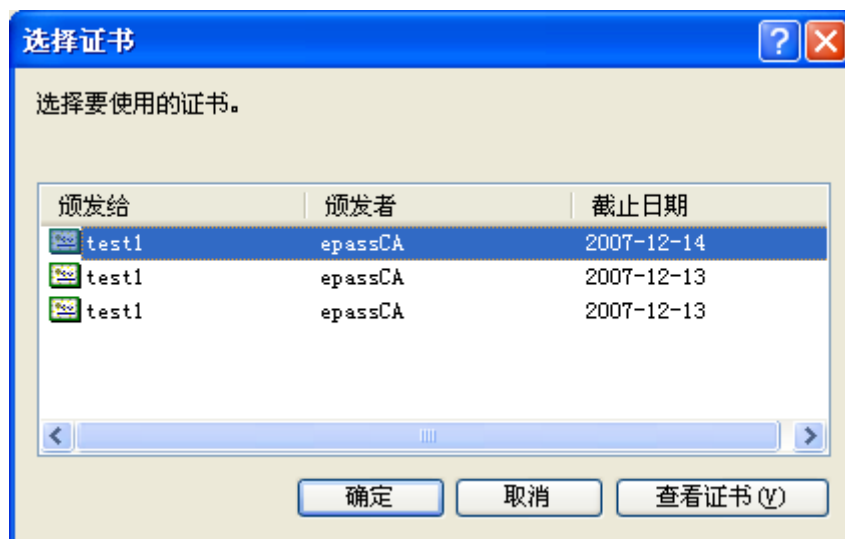 选择证书
选择要使用的证书。
颁发给 颁发者 截止日期
test1 epassCA 2007-12-14
test1 epassCA 2007-12-13
test1 epassCA 2007-12-13
确定 取消 查看证书(V)